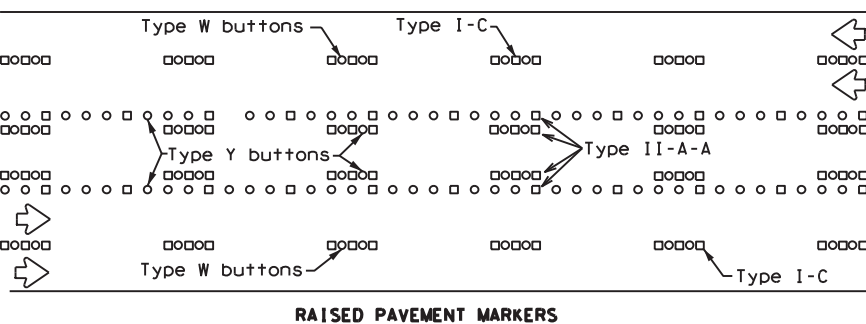 Type W buttons
Type I-C
Type Y buttons
Type II-A-A
Type W buttons
Type I-C
RAISED PAVEMENT MARKERS